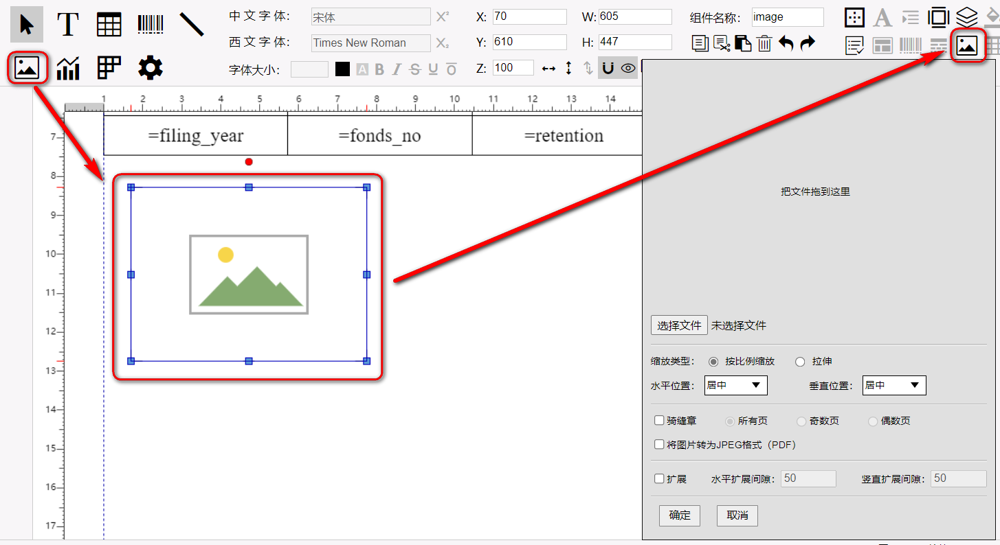 T
中文字体： 宋体 X² X: 70 W: 605 组件名称： image A
西文字体： Times New Roman X₂ Y: 610 H: 447
字体大小： A B I S U O Z: 100 U
1 2 3 4 5 6 7 8 9 10 11 12 13 14
7 =filing_year =fonds_no =retention
8
把文件拖到这里
9
10
11
12
选择文件 未选择文件
13
缩放类型： 按比例缩放 拉伸
水平位置： 居中 垂直位置： 居中
14
骑缝章 所有页 奇数页 偶数页
15
将图片转为JPEG格式（PDF）
16
扩展 水平扩展间隙： 50 竖直扩展间隙： 50
17
确定 取消